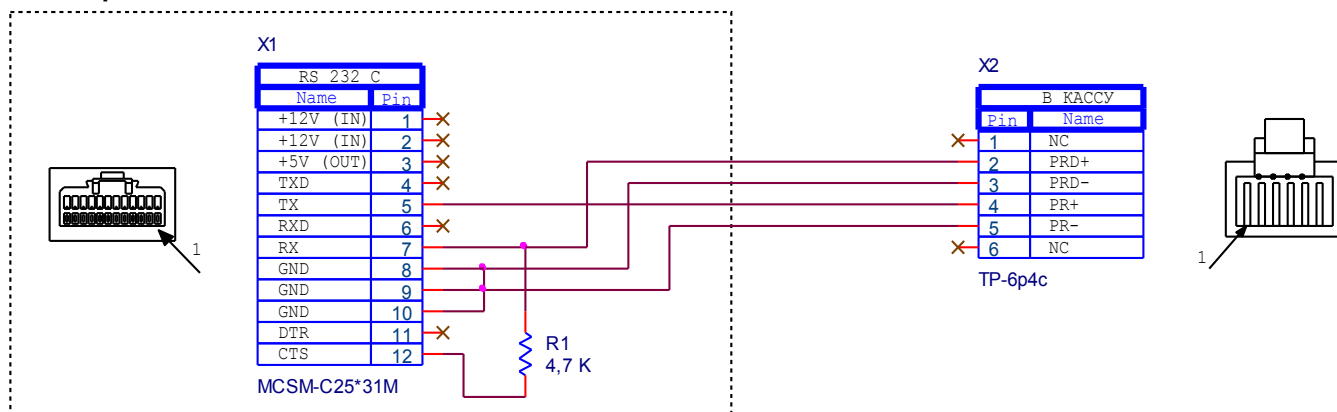 X1
RS 232 C
Name Pin
+12V (IN) 1
+12V (IN) 2
+5V (OUT) 3
TXD 4
TX 5
RXD 6
RX 7
GND 8
GND 9
GND 10
DTR 11
CTS 12
MCSM-C25*31M
1
R1
4,7 K
X2
В КАССУ
Pin Name
1 NC
2 PRD+
3 PRD-
4 PR+
5 PR-
6 NC
TP-6p4c
1